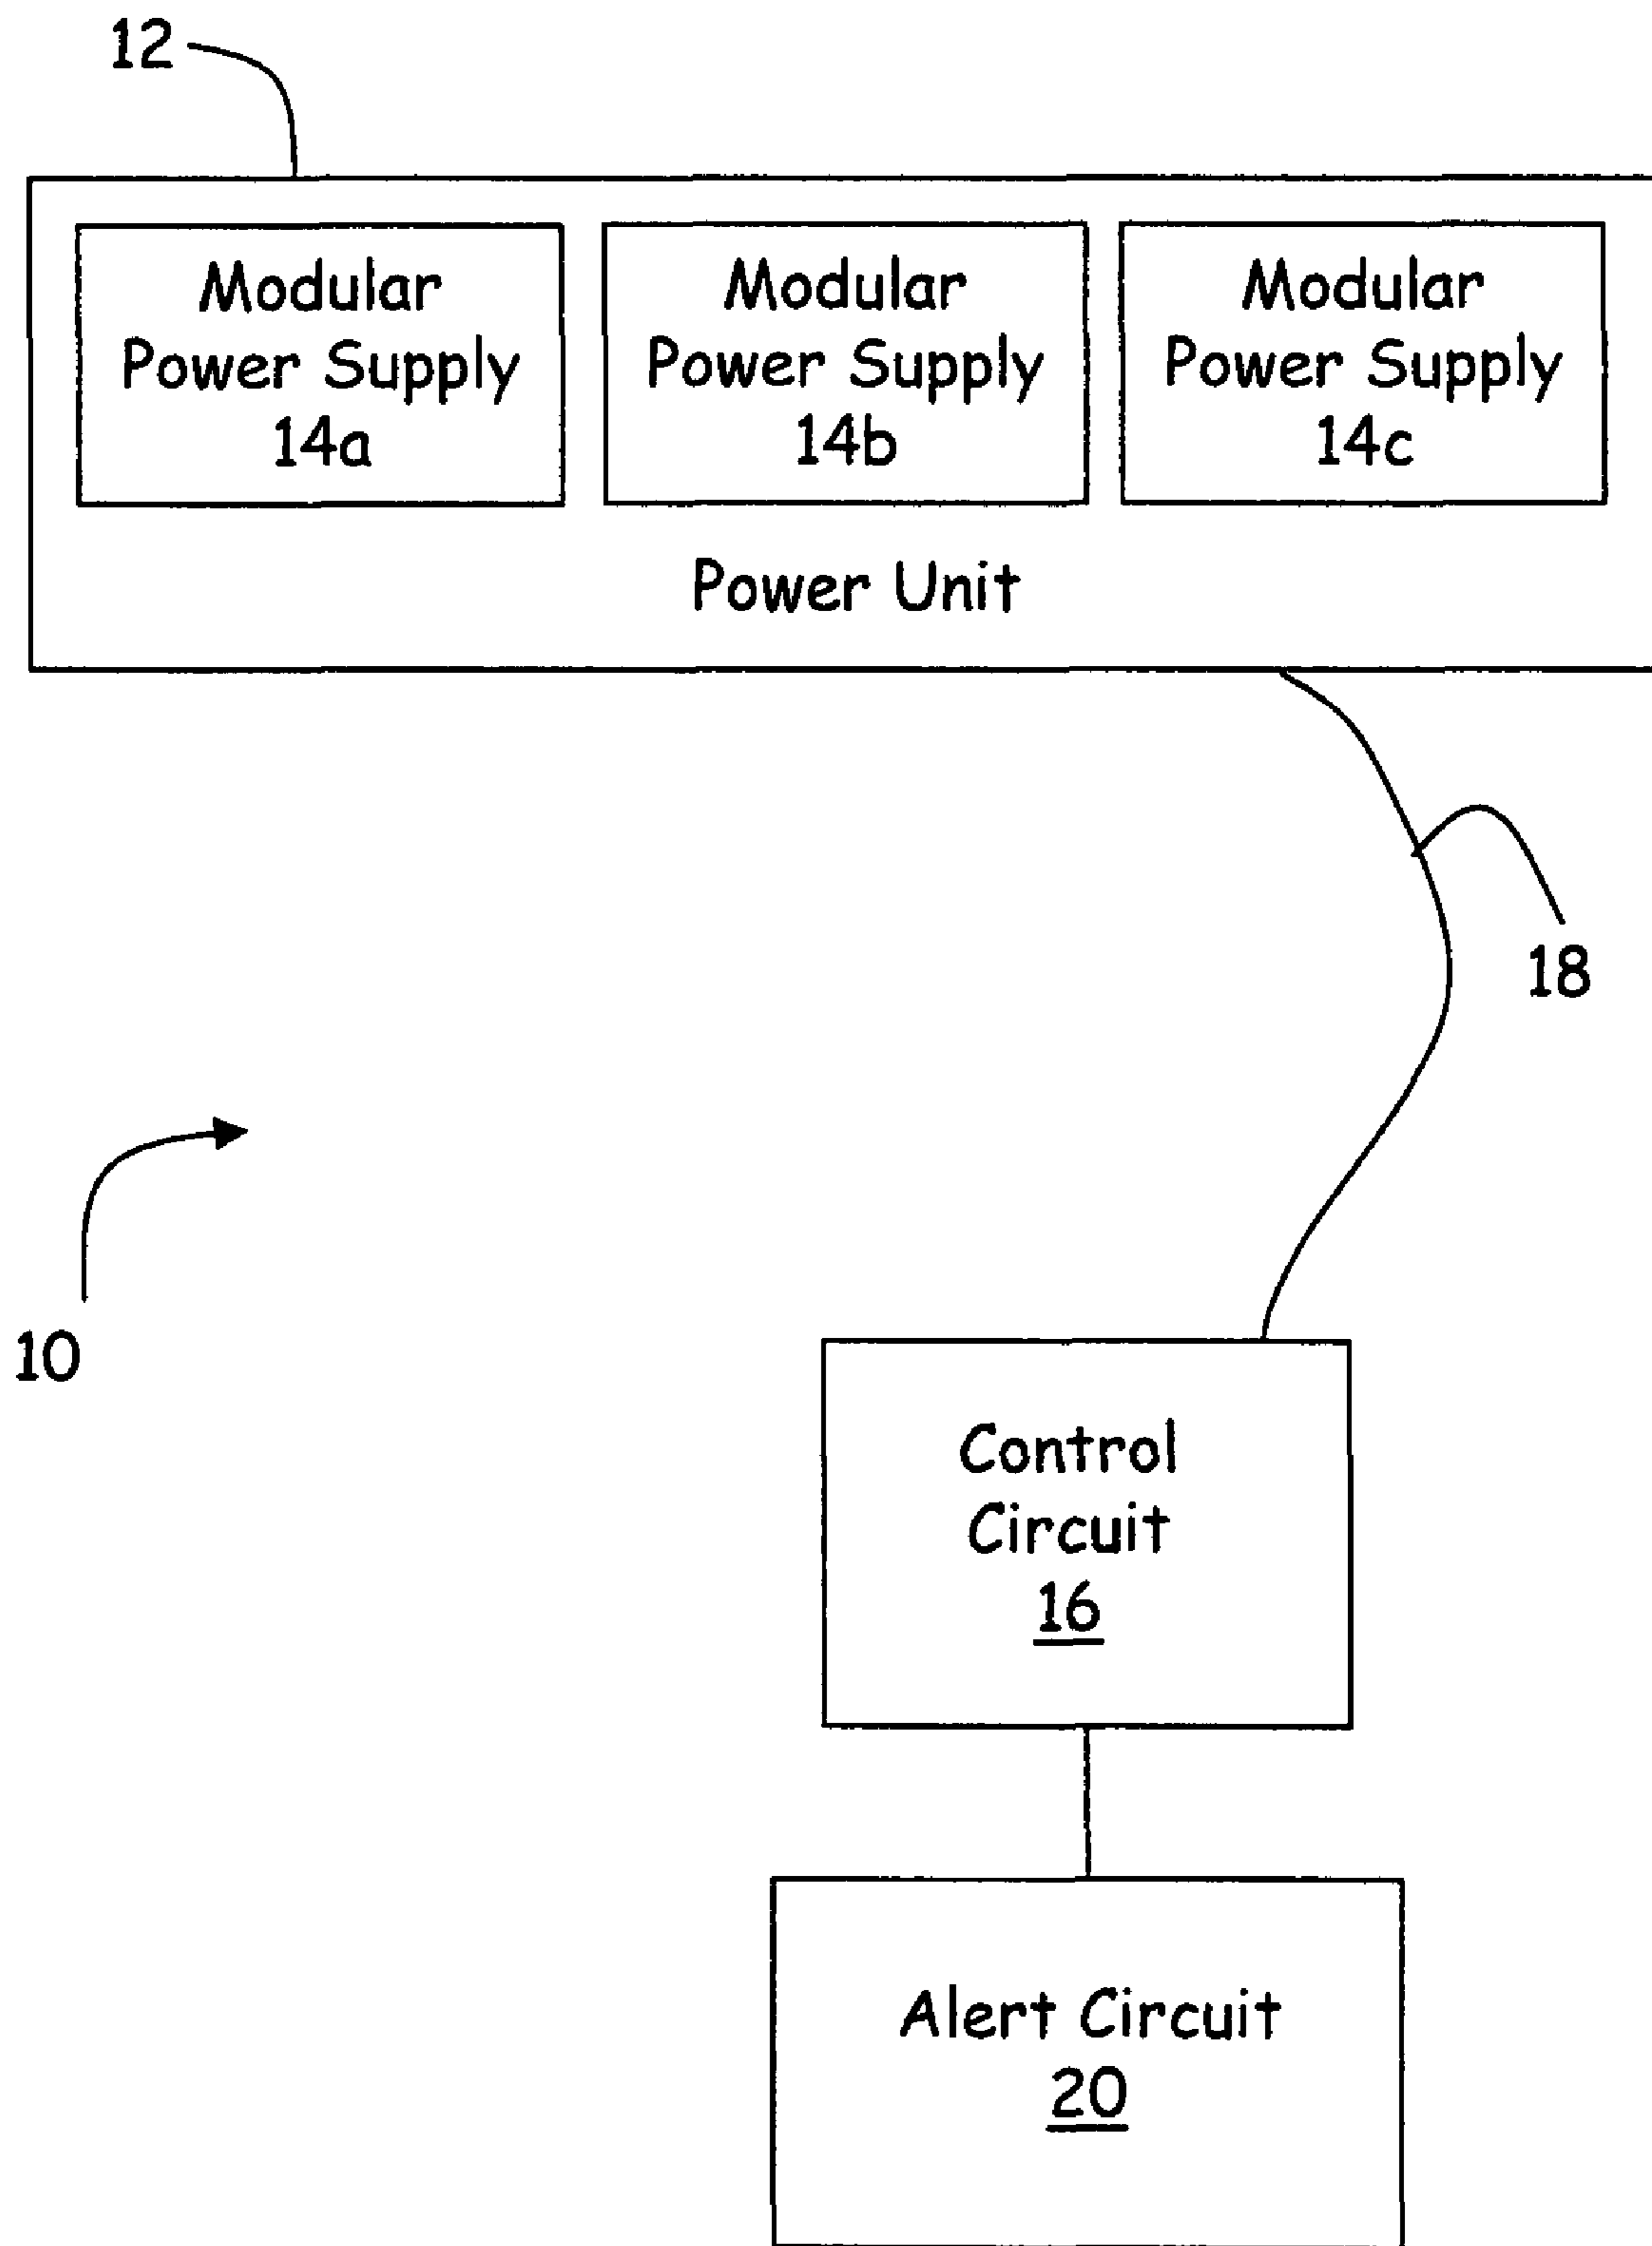 12
Modular
Power Supply
14a
Modular
Power Supply
14b
Modular
Power Supply
14c
Power Unit
18
10
Control
Circuit
16
Alert Circuit
20